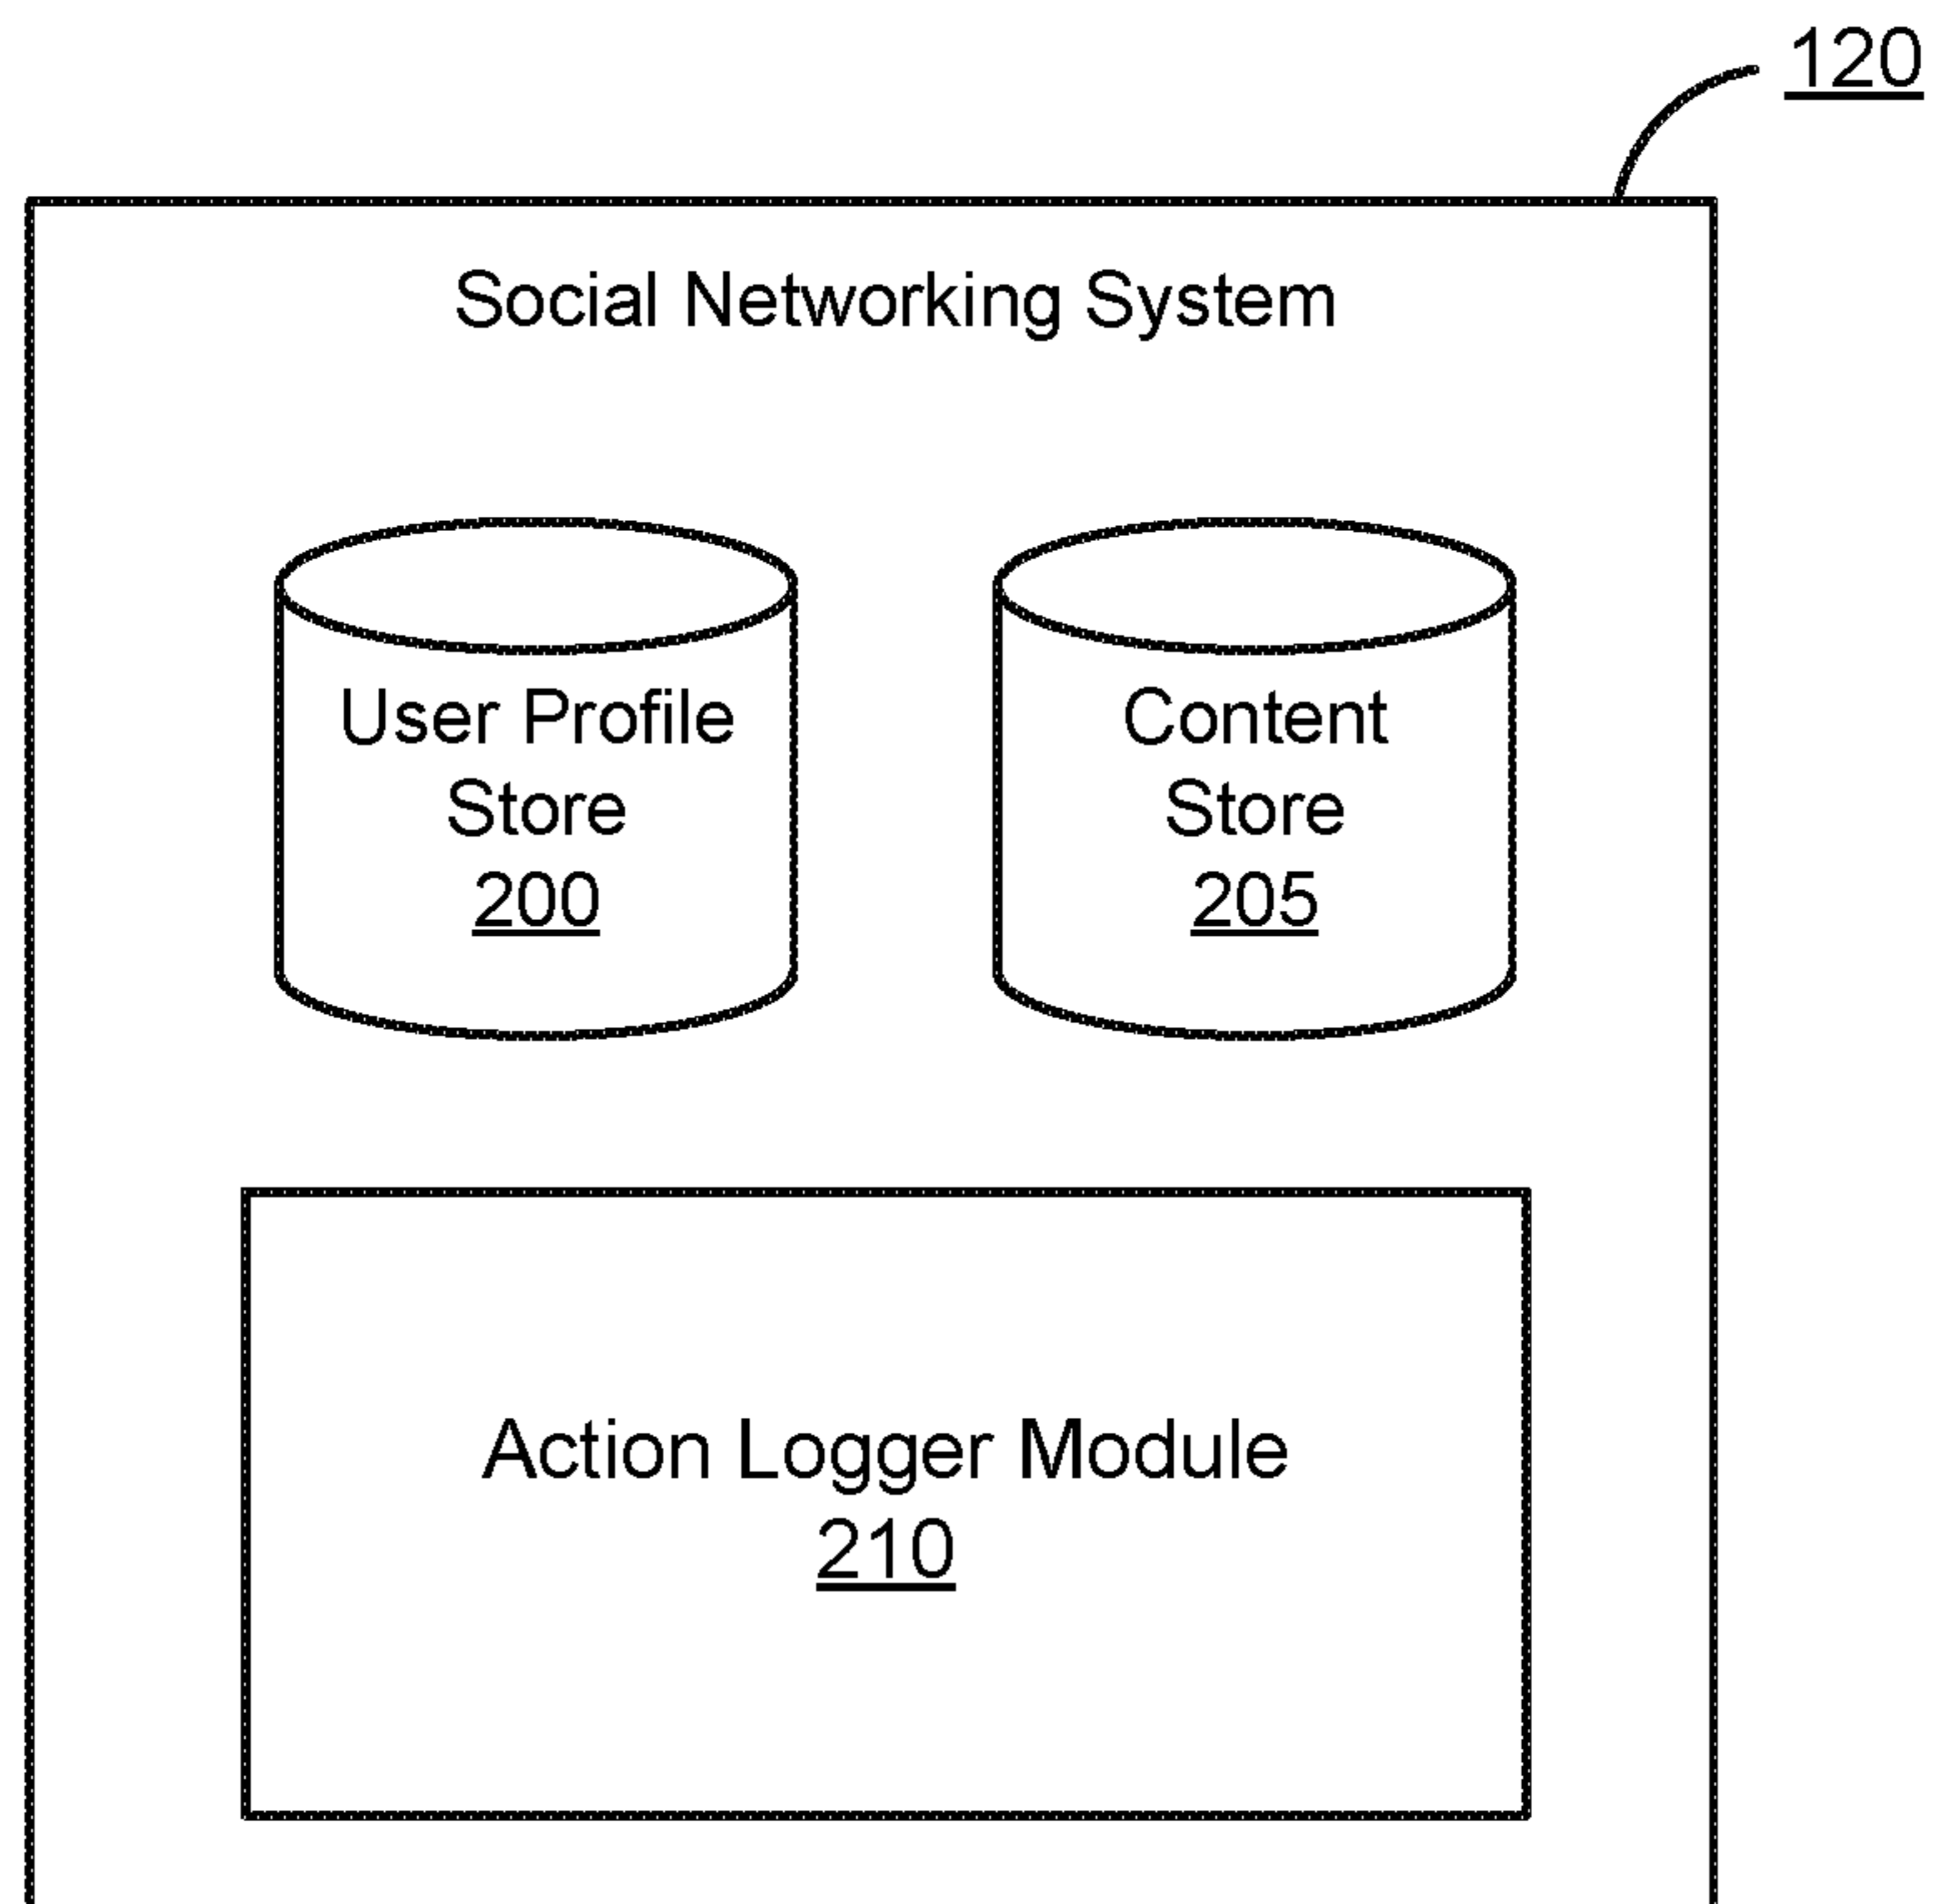 120
Social Networking System
User Profile
Store
200
Content
Store
205
Action Logger Module
210